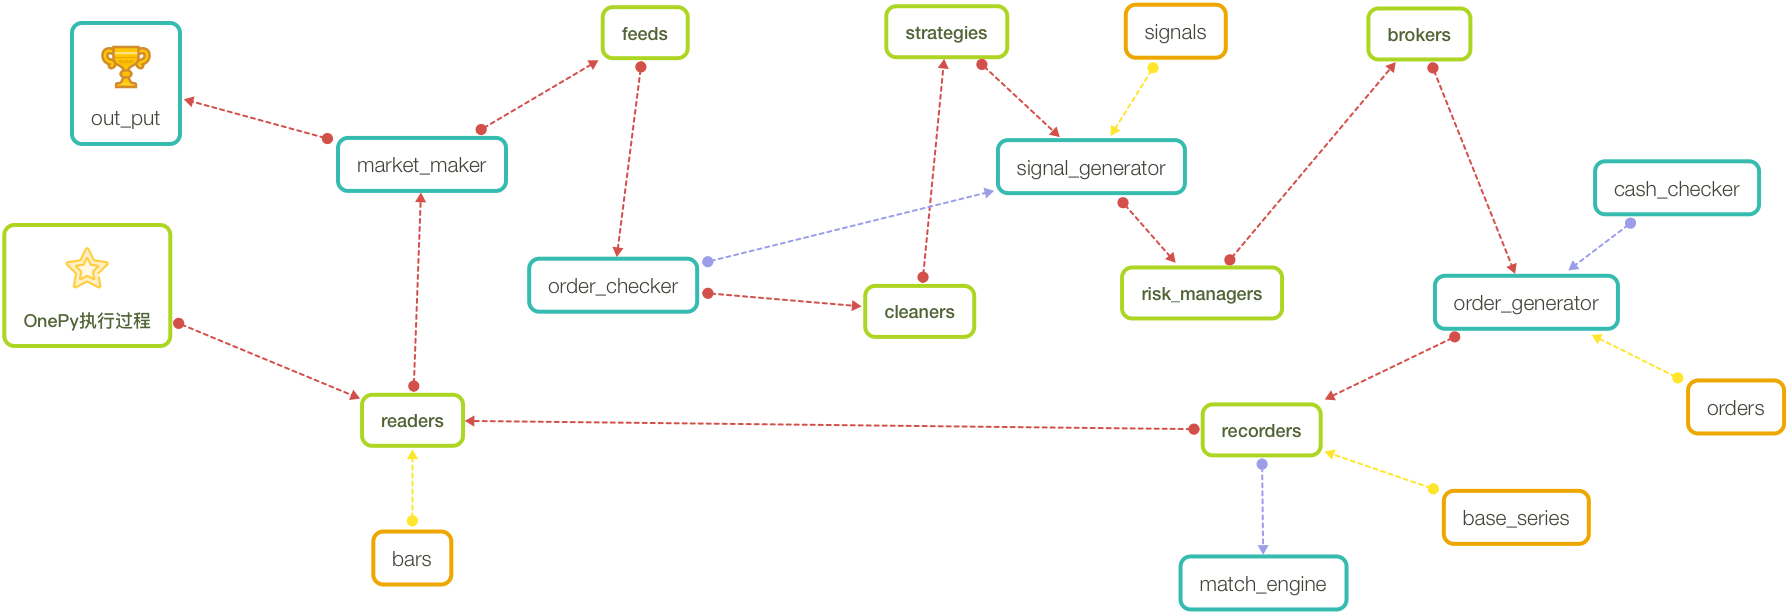 feeds
strategies
signals
brokers
out_put
market_maker
signal_generator
cash_checker
order_checker
cleaners
risk_managers
order_generator
OnePy执行过程
readers
recorders
orders
bars
base_series
match_engine